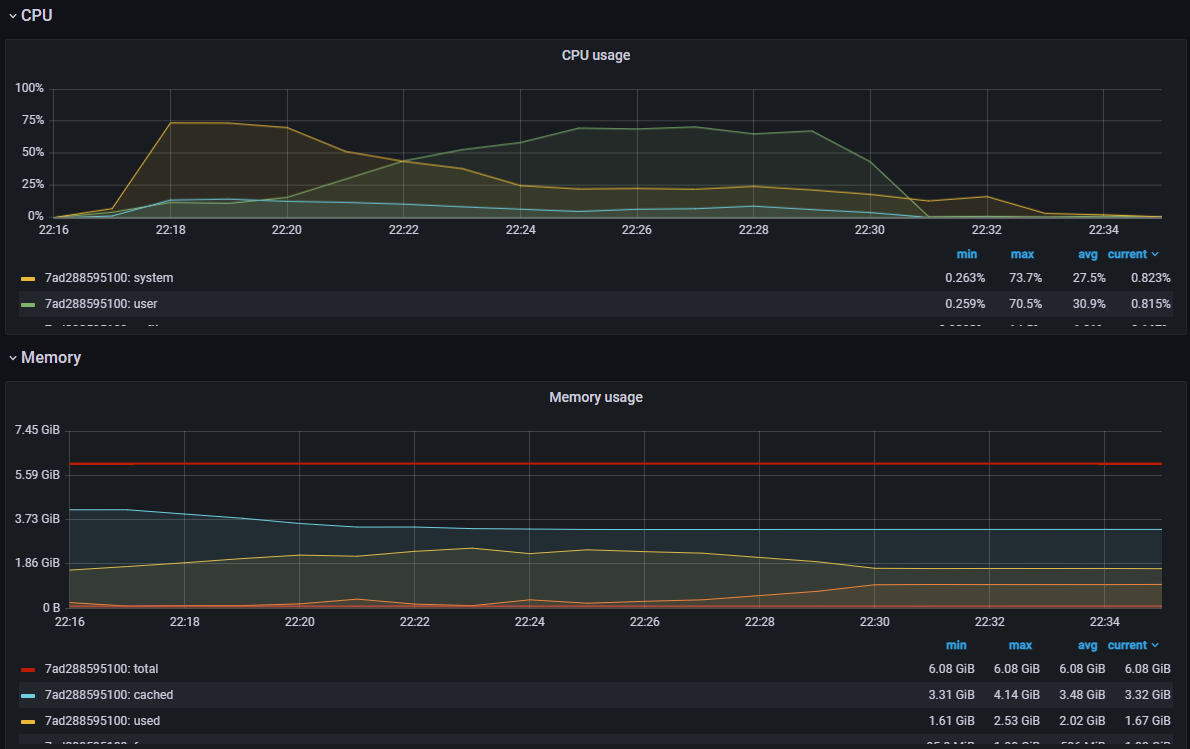 CPU
CPU usage
100%
75%
50%
25%
0%
22:16 22:18 22:20 22:22 22:24 22:26 22:28 22:30 22:32 22:34
min max avg current
7ad288595100: system 0.263% 73.7% 27.5% 0.823%
7ad288595100: user 0.259% 70.5% 30.9% 0.815%
Memory
Memory usage
7.45 GiB
5.59 GiB
3.73 GiB
1.86 GiB
0 B
22:16 22:18 22:20 22:22 22:24 22:26 22:28 22:30 22:32 22:34
min max avg current
7ad288595100: total 6.08 GiB 6.08 GiB 6.08 GiB 6.08 GiB
7ad288595100: cached 3.31 GiB 4.14 GiB 3.48 GiB 3.32 GiB
7ad288595100: used 1.61 GiB 2.53 GiB 2.02 GiB 1.67 GiB